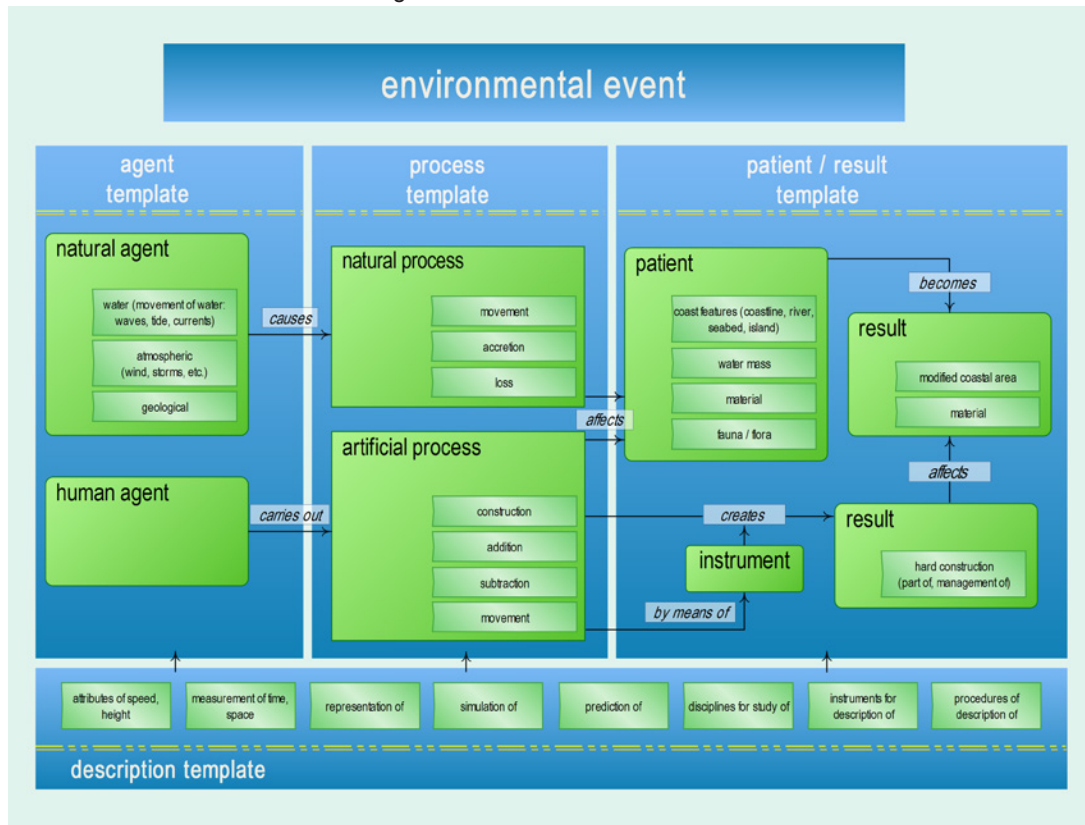 environmental event
agent
template
natural agent
water (movement of water:
waves, tide, currents)
atmospheric
(wind, storms, etc.)
geological
human agent
causes
carries out
process
template
natural process
movement
accretion
loss
artificial process
construction
addition
subtraction
movement
affects
patient / result
template
patient
coast features (coastline, river,
seabed, island)
water mass
material
fauna / flora
becomes
result
modified coastal area
material
affects
creates
result
hard construction
(part of, management of)
instrument
by means of
attributes of speed,
height
measurement of time,
space
representation of
simulation of
prediction of
disciplines for study of
instruments for
description of
procedures of
description of
description template